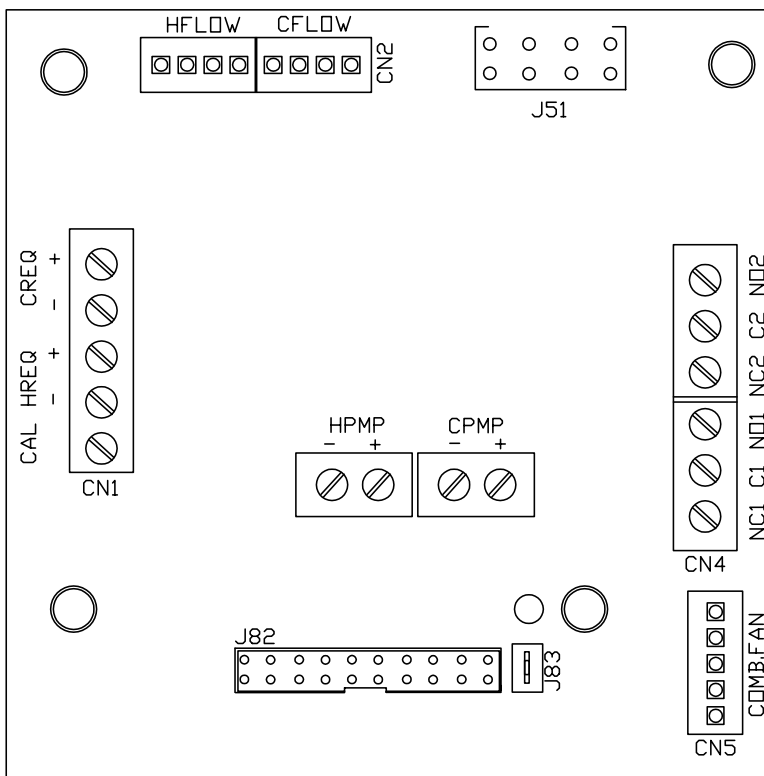 HFLOW CFLOW
CN2
J51
CREQ + -
HREQ + -
CAL
CN1
NO2
C2
NC2
NO1
C1
NC1
CN4
HPMP
- +
CPMP
- +
J82
J83
COMB.FAN
CN5